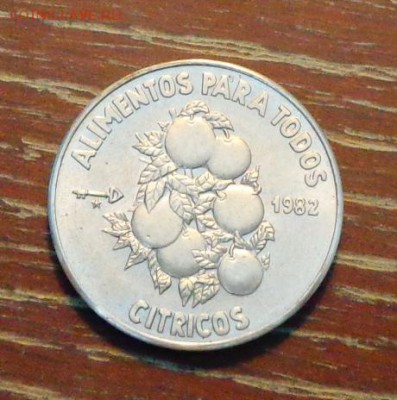 ALIMENTOS PARA TODOS
1982
CITRICOS